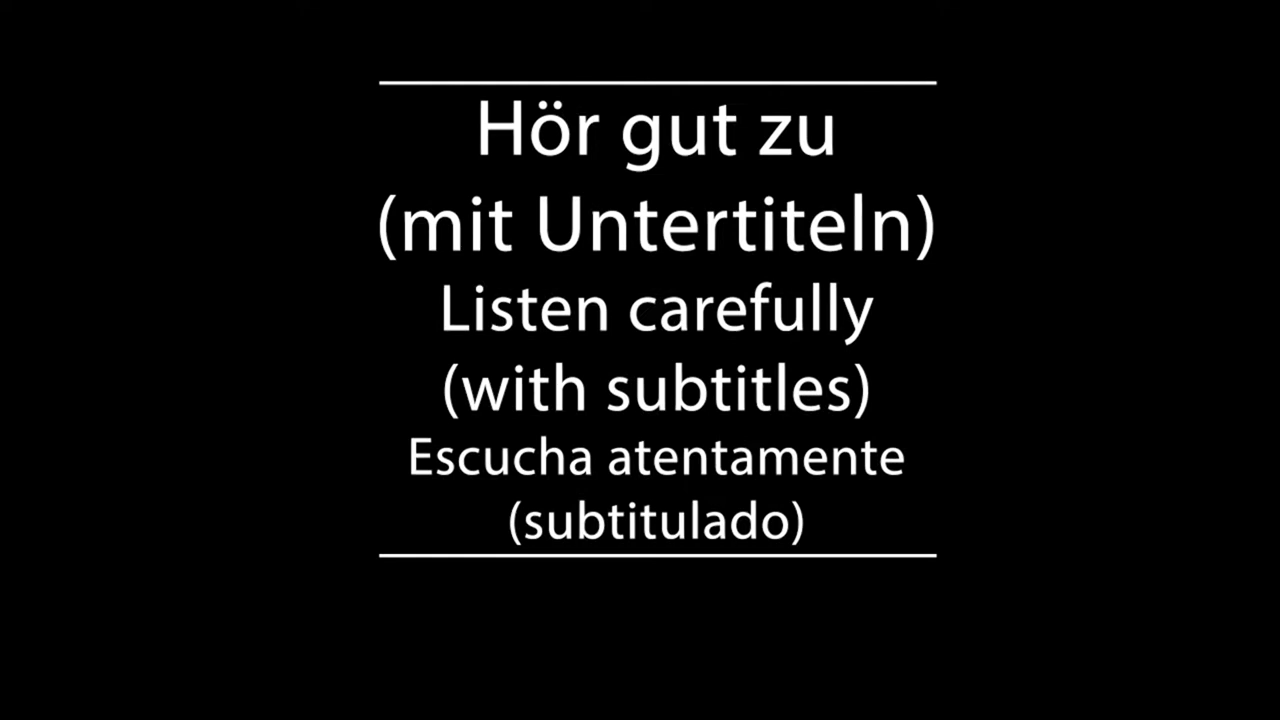 Hör gut zu
(mit Untertiteln)
Listen carefully
(with subtitles)
Escucha atentamente
(subtitulado)